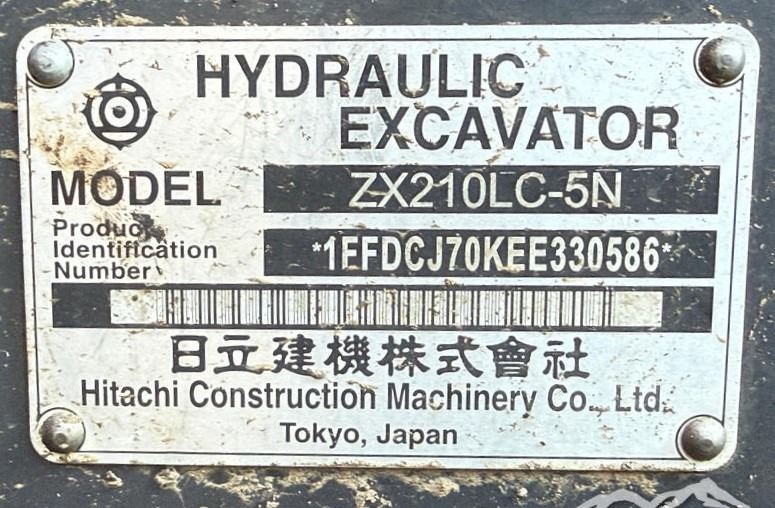 HYDRAULIC
EXCAVATOR
MODEL ZX210LC-5N
Product
Identification
Number
*1FFDCJ70KEE330586*
日立建機株式會社
Hitachi Construction Machinery Co., Ltd.
Tokyo, Japan